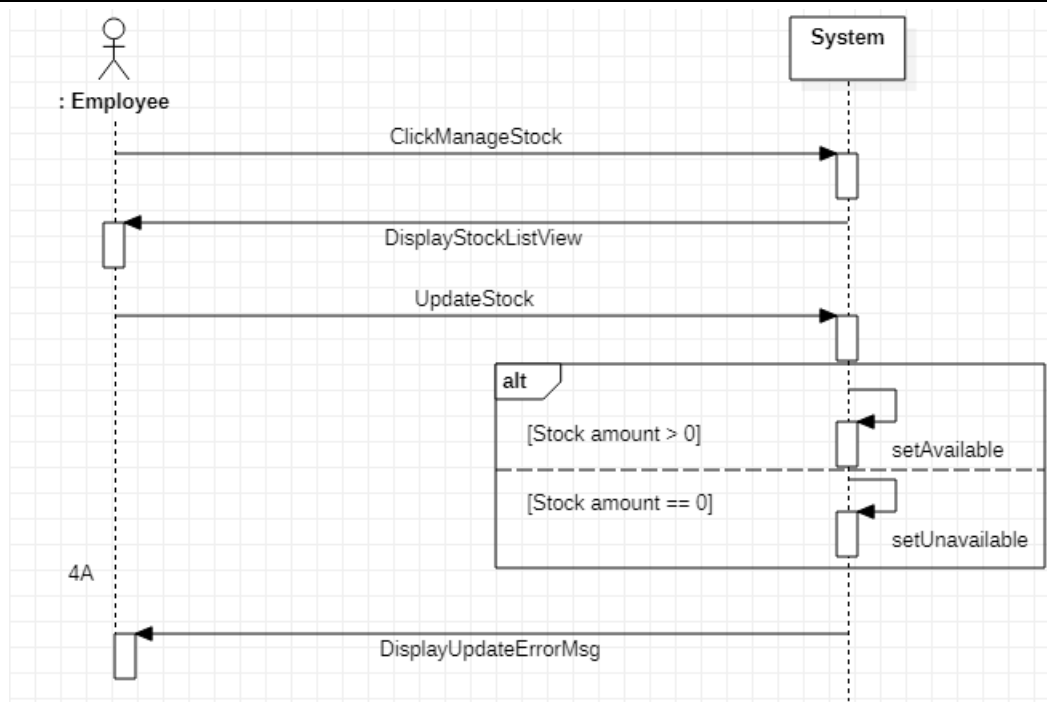 System
: Employee
ClickManageStock
DisplayStockListView
UpdateStock
alt
[Stock amount > 0]
setAvailable
[Stock amount == 0]
setUnavailable
4A
DisplayUpdateErrorMsg